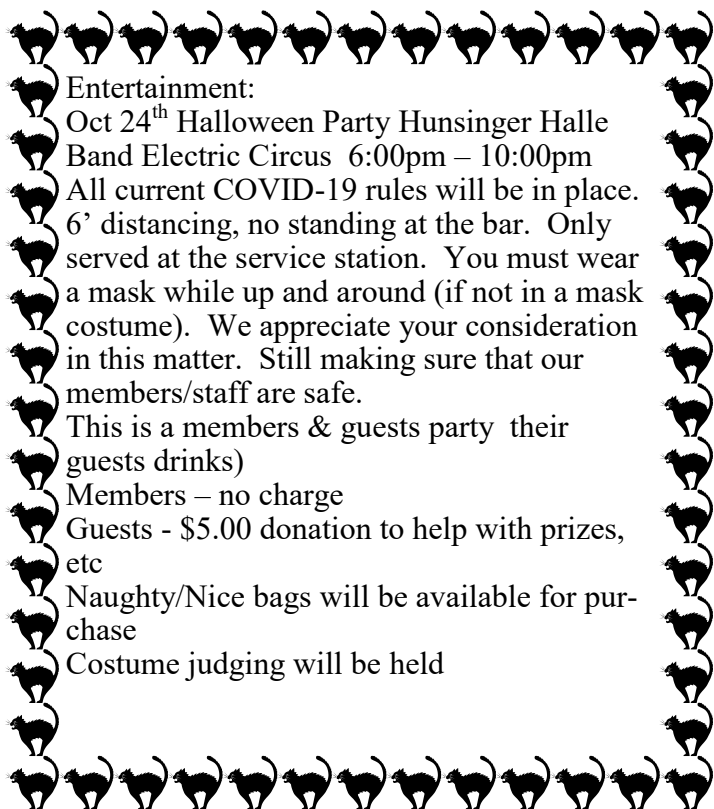 Entertainment:
Oct 24th Halloween Party Hunsinger Halle
Band Electric Circus  6:00pm – 10:00pm
All current COVID-19 rules will be in place.
6’ distancing, no standing at the bar.  Only
served at the service station.  You must wear
a mask while up and around (if not in a mask
costume).  We appreciate your consideration
in this matter.  Still making sure that our
members/staff are safe.
This is a members & guests party  their
guests drinks)
Members – no charge
Guests - $5.00 donation to help with prizes,
etc
Naughty/Nice bags will be available for pur-
chase
Costume judging will be held